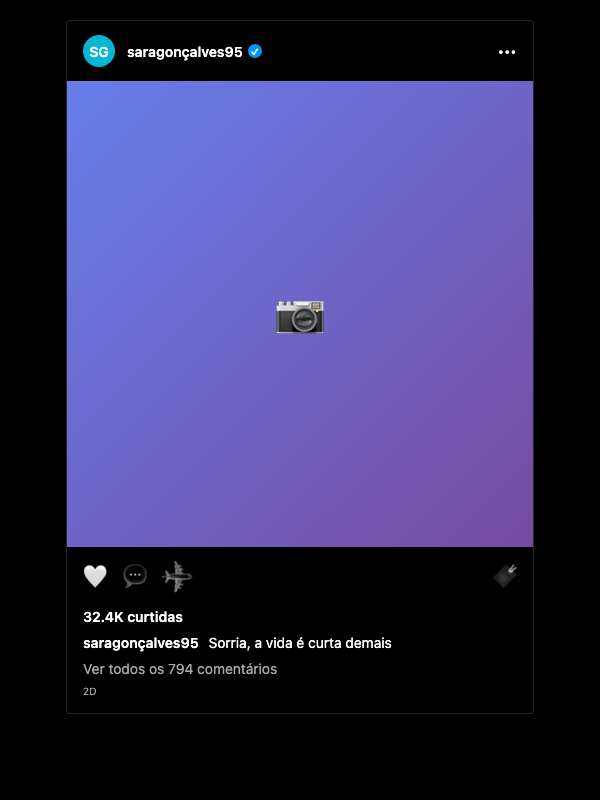 SG
saragonçalves95
32.4K curtidas
saragonçalves95 Sorria, a vida é curta demais
Ver todos os 794 comentários
2D